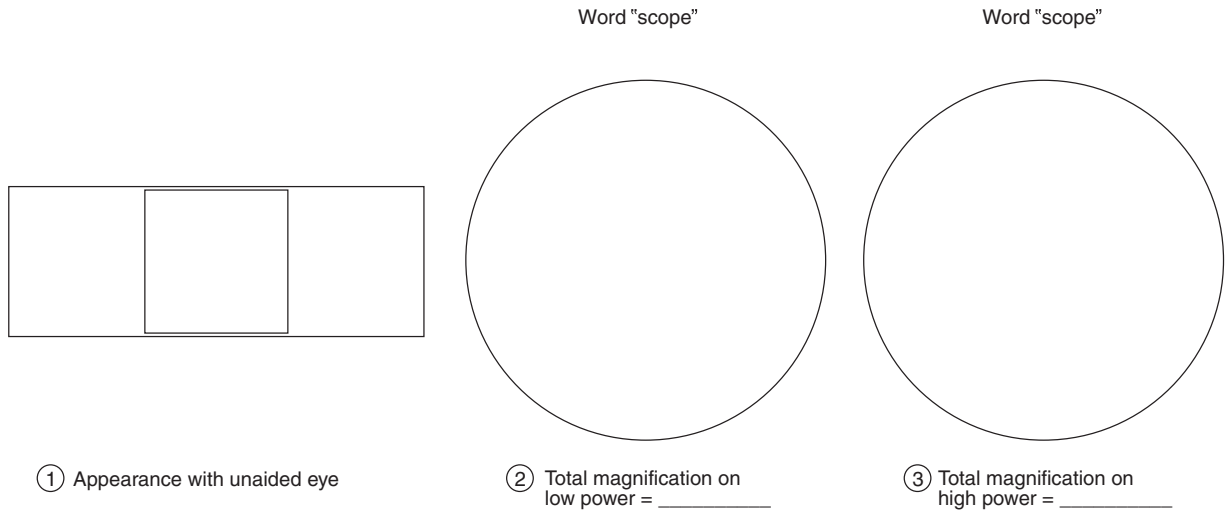 Word "scope"
Word "scope"
1 Appearance with unaided eye
2 Total magnification on
low power = __________
3 Total magnification on
high power = __________